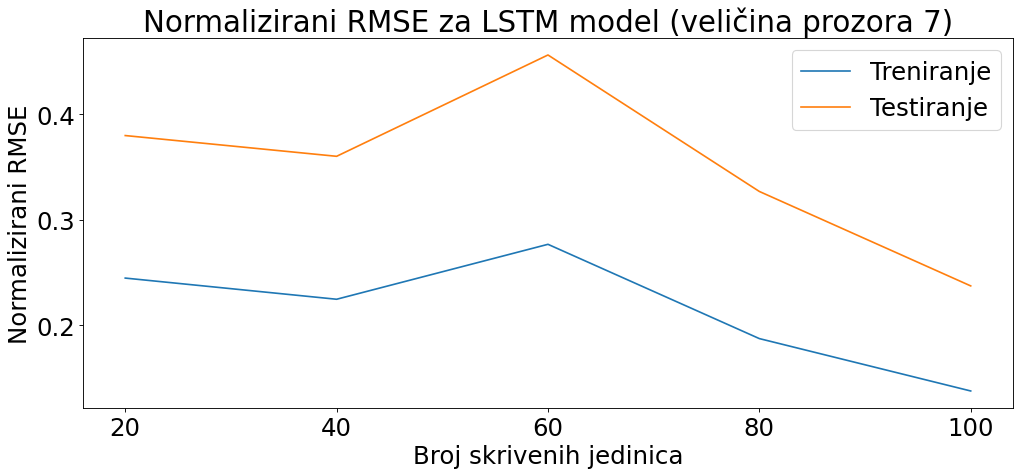 Normalizirani RMSE za LSTM model (veličina prozora 7)
Treniranje
Testiranje
Normalizirani RMSE
0.4
0.3
0.2
20 40 60 80 100
Broj skrivenih jedinica